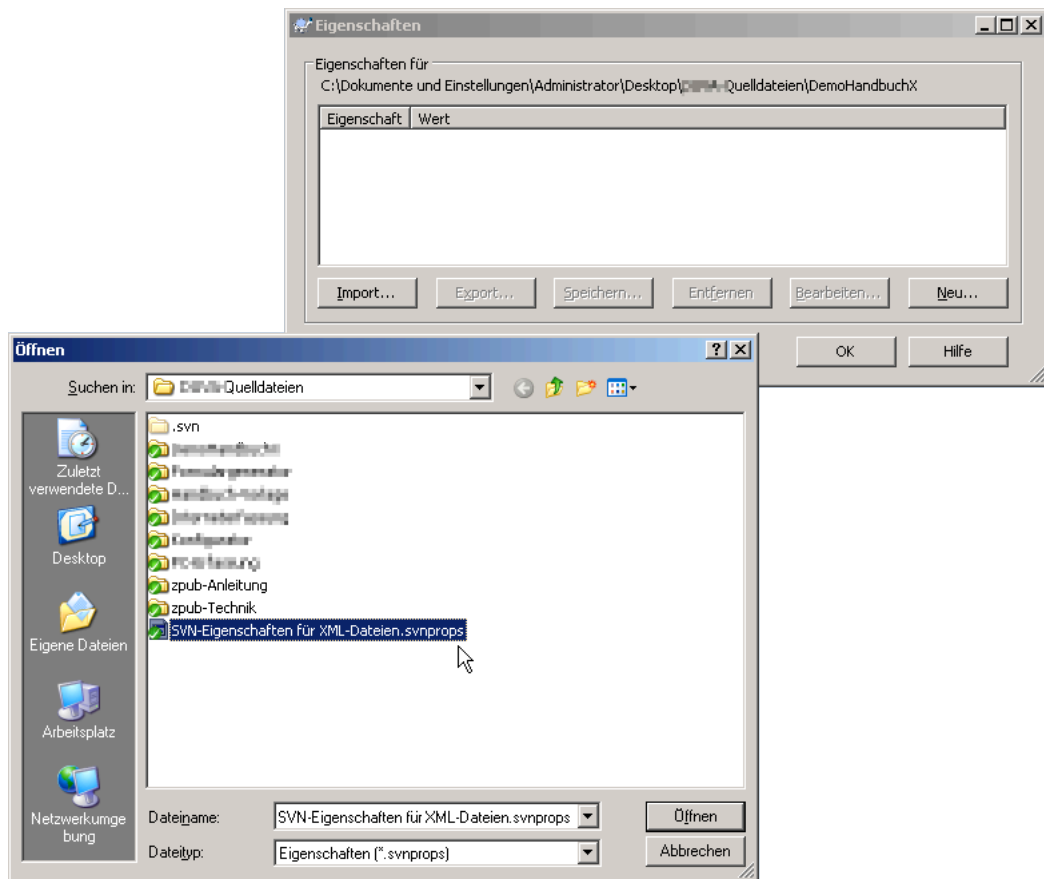 Eigenschaften
Eigenschaften für
C:\Dokumente und Einstellungen\Administrator\Desktop\ -Quelldateien\DemoHandbuchX
Eigenschaft Wert
Import... Export... Speichern... Entfernen Bearbeiten... Neu...
OK Hilfe
Öffnen
Suchen in: -Quelldateien
.svn
zpub-Anleitung
zpub-Technik
SVN-Eigenschaften für XML-Dateien.svnprops
Zuletzt
verwendete D...
Desktop
Eigene Dateien
Arbeitsplatz
Netzwerkumge
bung
Dateiname: SVN-Eigenschaften für XML-Dateien.svnprops Öffnen
Dateityp: Eigenschaften (*.svnprops) Abbrechen